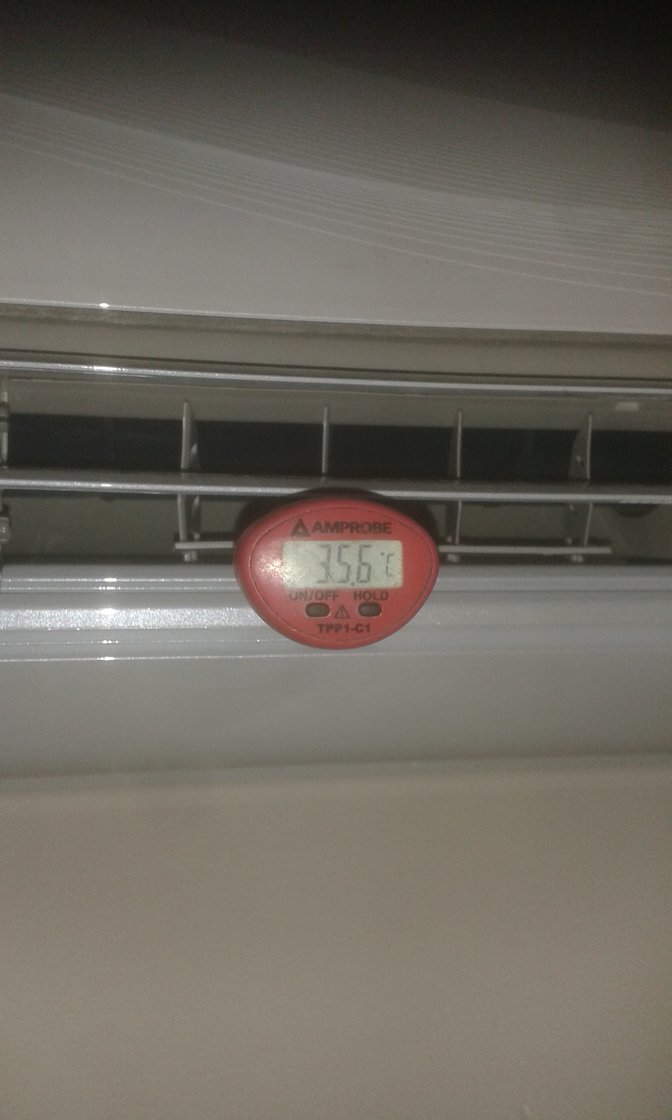 AMPROBE
35.6 °C
ON/OFF HOLD
TPP1-C1